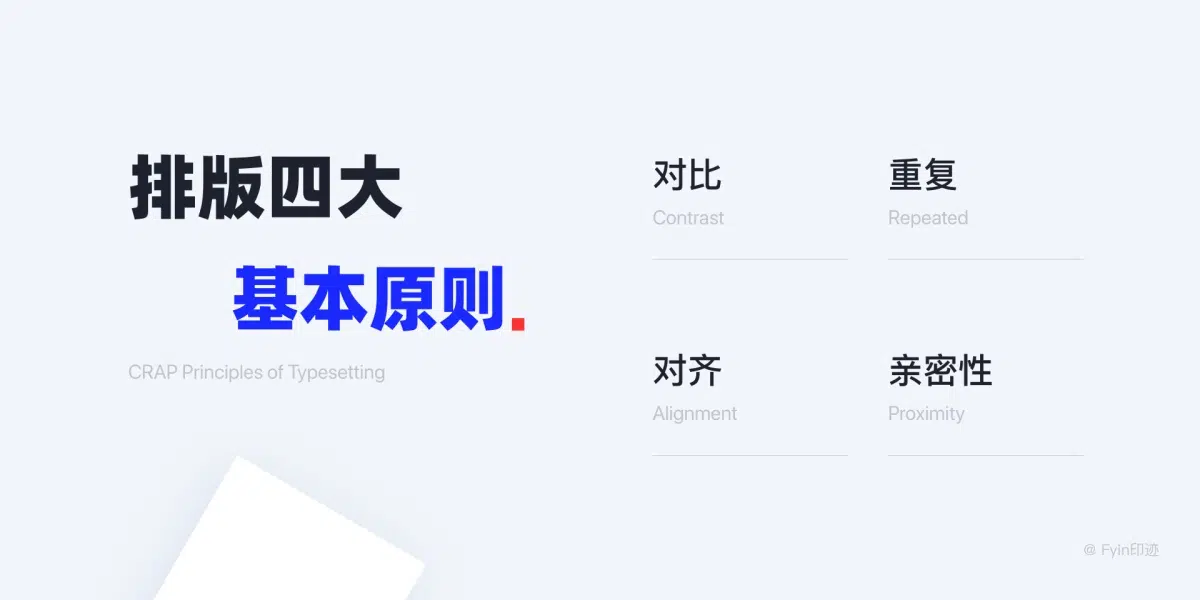 排版四大
基本原则.
CRAP Principles of Typesetting
对比
Contrast
重复
Repeated
对齐
Alignment
亲密性
Proximity
@ Fyin印迹